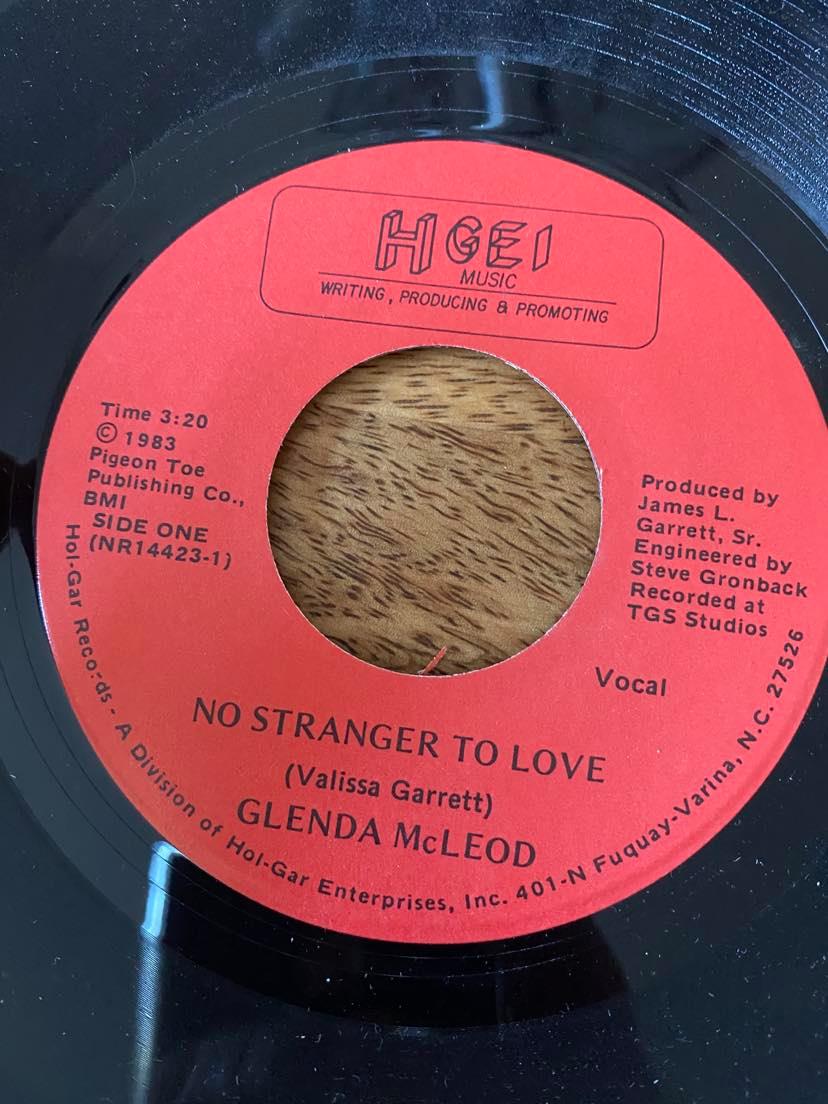 HGEI
MUSIC
WRITING, PRODUCING & PROMOTING
Time 3:20
© 1983
Pigeon Toe
Publishing Co.,
BMI
SIDE ONE
(NR14423-1)
Produced by
James L.
Garrett, Sr.
Engineered by
Steve Gronback
Recorded at
TGS Studios
Vocal
NO STRANGER TO LOVE
(Valissa Garrett)
GLENDA McLEOD
Hol-Gar Records - A Division of Hol-Gar Enterprises, Inc. 401-N Fuquay-Varina, N.C. 27526